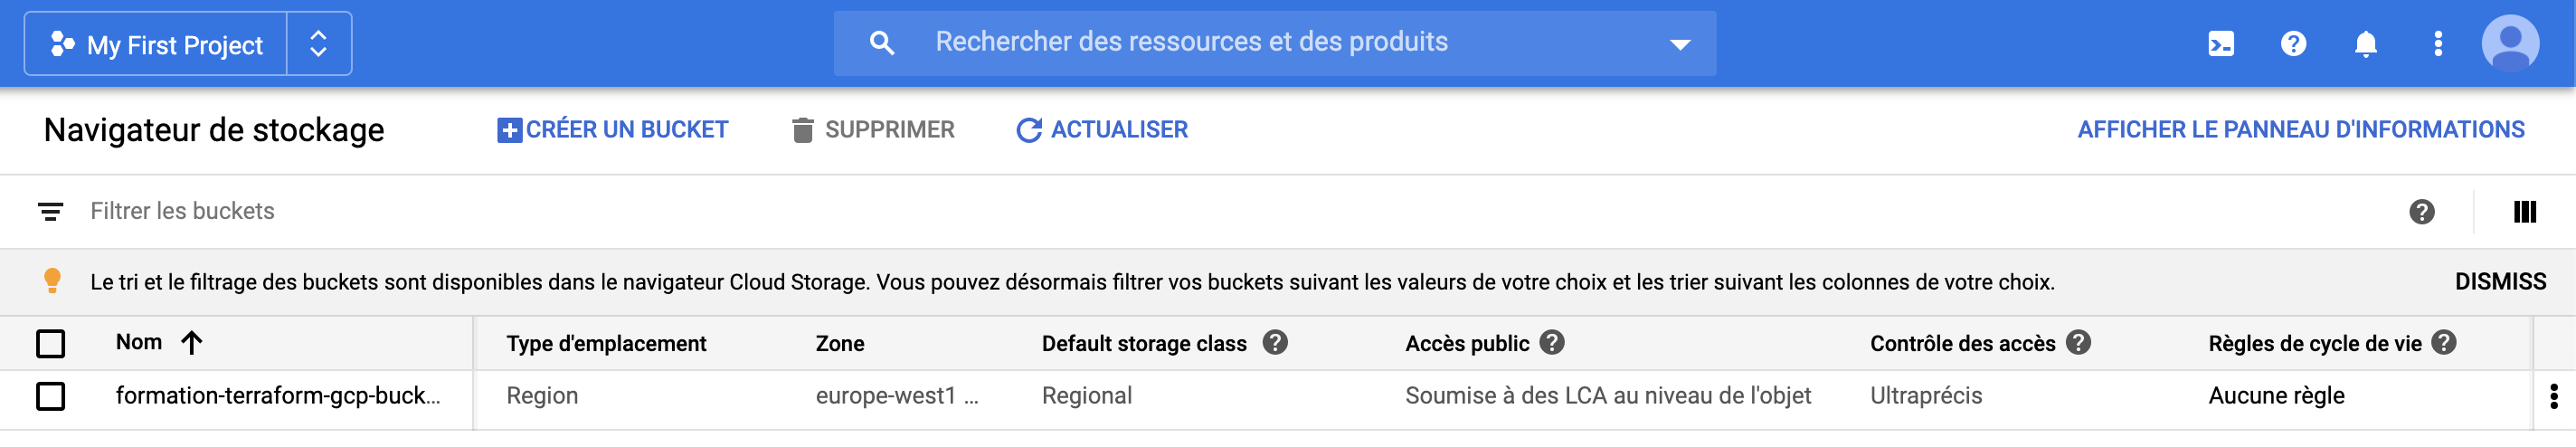 My First Project
Rechercher des ressources et des produits
Navigateur de stockage
CRÉER UN BUCKET
SUPPRIMER
ACTUALISER
AFFICHER LE PANNEAU D'INFORMATIONS
Filtrer les buckets
Le tri et le filtrage des buckets sont disponibles dans le navigateur Cloud Storage. Vous pouvez désormais filtrer vos buckets suivant les valeurs de votre choix et les trier suivant les colonnes de votre choix.
DISMISS
Nom Type d'emplacement Zone Default storage class Accès public Contrôle des accès Règles de cycle de vie
formation-terraform-gcp-buck... Region europe-west1 ... Regional Soumise à des LCA au niveau de l'objet Ultraprécis Aucune règle